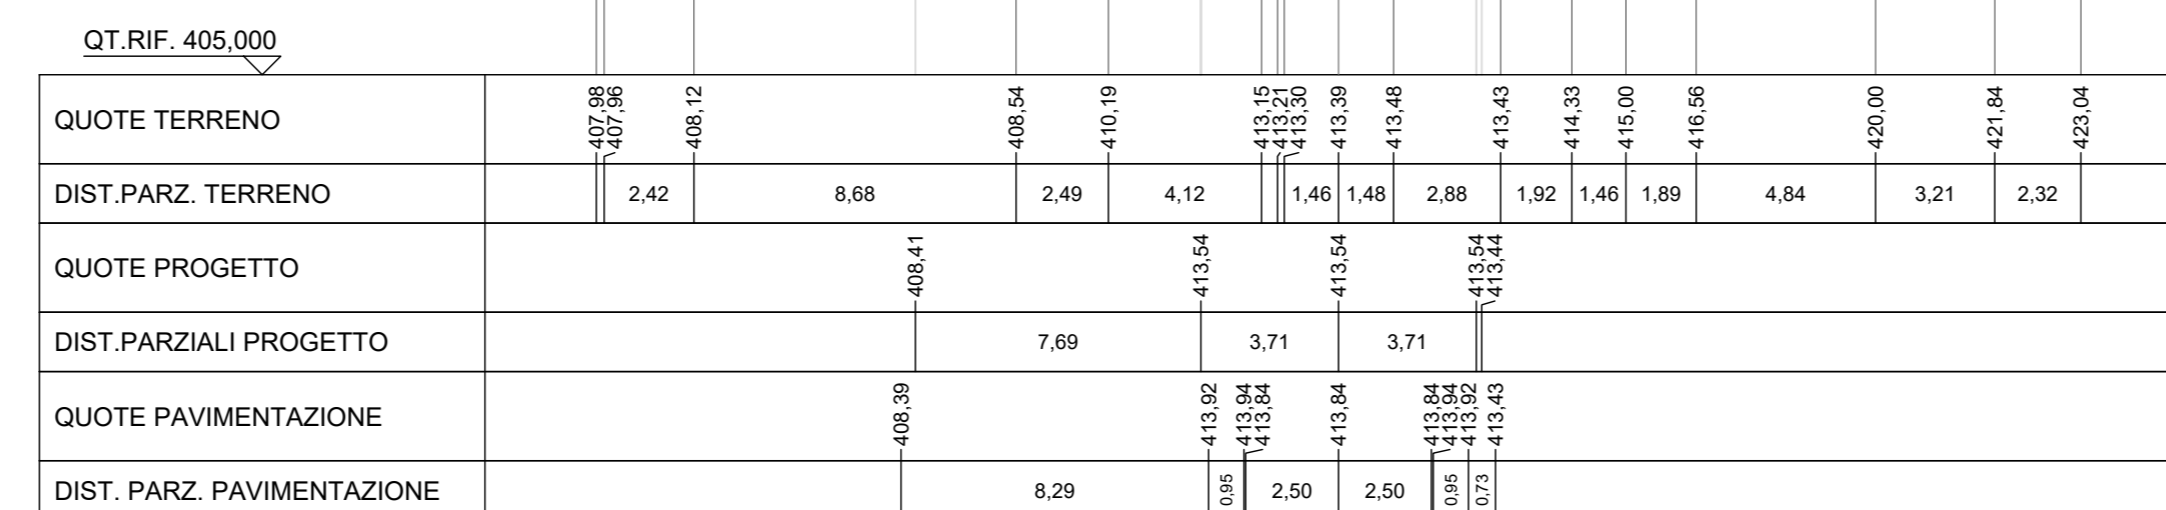 QT.RIF. 405,000
QUOTE TERRENO 407,98 407,96 408,12 408,54 410,19 413,15 413,21 413,30 413,39 413,48 413,43 414,33 415,00 416,56 420,00 421,84 423,04
DIST.PARZ. TERRENO 2,42 8,68 2,49 4,12 1,46 1,48 2,88 1,92 1,46 1,89 4,84 3,21 2,32
QUOTE PROGETTO 408,41 413,54 413,54 413,54 413,44
DIST.PARZIALI PROGETTO 7,69 3,71 3,71
QUOTE PAVIMENTAZIONE 408,39 413,92 413,94 413,84 413,84 413,84 413,94 413,92 413,43
DIST. PARZ. PAVIMENTAZIONE 8,29 0,95 2,50 2,50 0,95 0,73